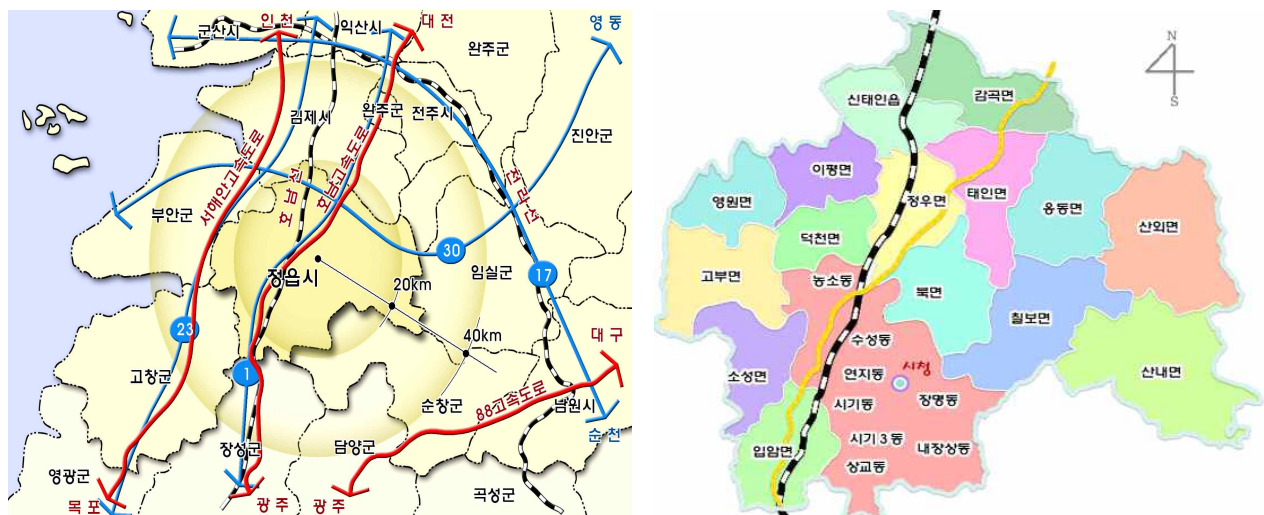 인천
대전
영동
군산시
익산시
완주군
김제시
완주군
전주시
진안군
서해안고속도로
호남선
호남고속도로
전라선
부안군
30
정읍시
임실군
17
20km
23
40km
대구
1
고창군
순창군
88고속도로
남원시
순천
장성군
담양군
영광군
곡성군
목포
광주
광주
N
S
신태인읍
감곡면
이평면
영원면
정우면
태인면
옹동면
산외면
덕천면
고부면
농소동
북면
칠보면
수성동
소성면
연지동
시청
산내면
시기동
장명동
시기3동
내장상동
입암면
상교동